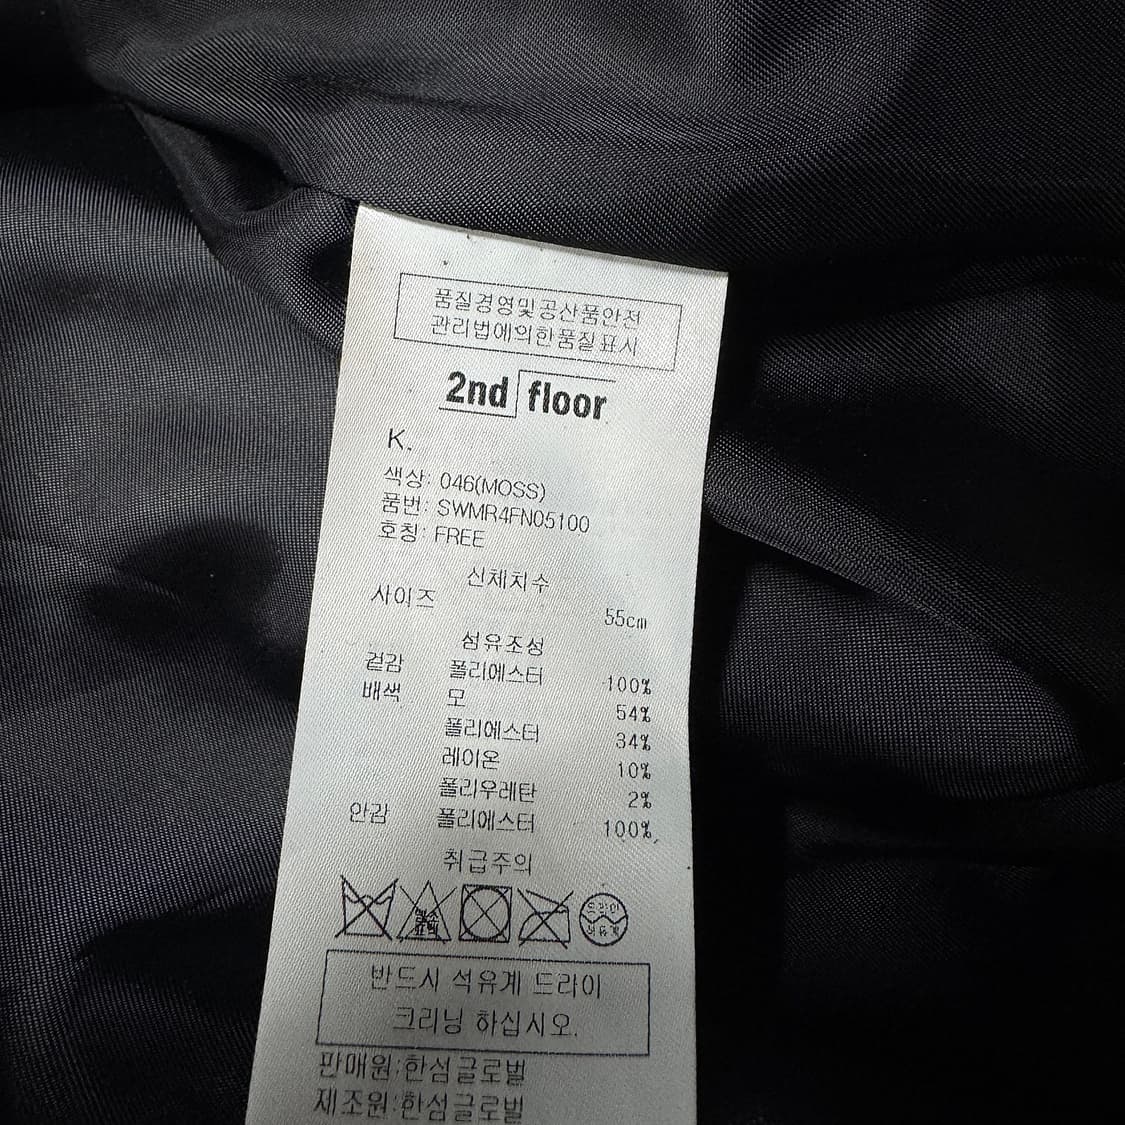 품질경영및공산품안전
관리법에의한품질표시
2nd floor
K.
색상: 046(MOSS)
품번: SWMR4FN05100
호칭: FREE
신체치수
사이즈 55cm
섬유조성
겉감 폴리에스터 100%
배색 모 54%
폴리에스터 34%
레이온 10%
폴리우레탄 2%
안감 폴리에스터 100%
취급주의
반드시 석유계 드라이
크리닝 하십시오.
판매원:한섬글로벌
제조원:한섬글로벌